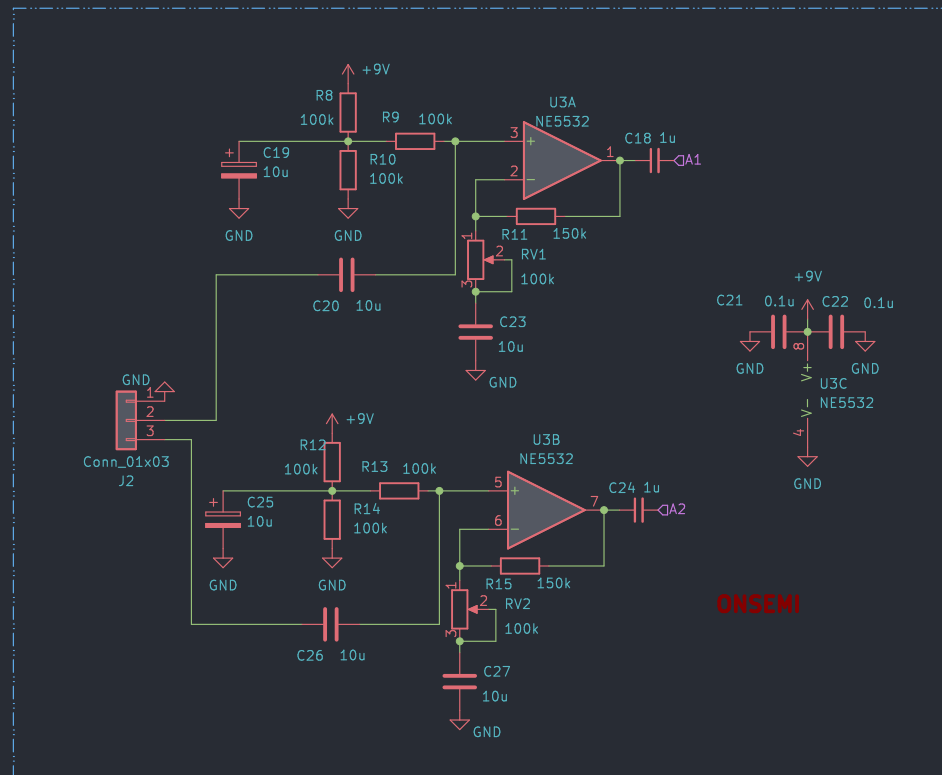 +9V
R8
100k
R9
100k
U3A
NE5532
+
C19
10u
R10
100k
3
+
2
-
1
C18 1u
A1
GND
GND
R11
150k
1
2
3
RV1
100k
C20
10u
C23
10u
GND
+9V
C21
0.1u
C22
0.1u
GND
GND
8
V+
V-
4
U3C
NE5532
GND
GND
1
2
3
Conn_01x03
J2
+9V
R12
100k
R13
100k
U3B
NE5532
+
C25
10u
R14
100k
5
+
6
-
7
C24 1u
A2
GND
GND
R15
150k
1
2
3
RV2
100k
C26
10u
C27
10u
GND
ONSEMI